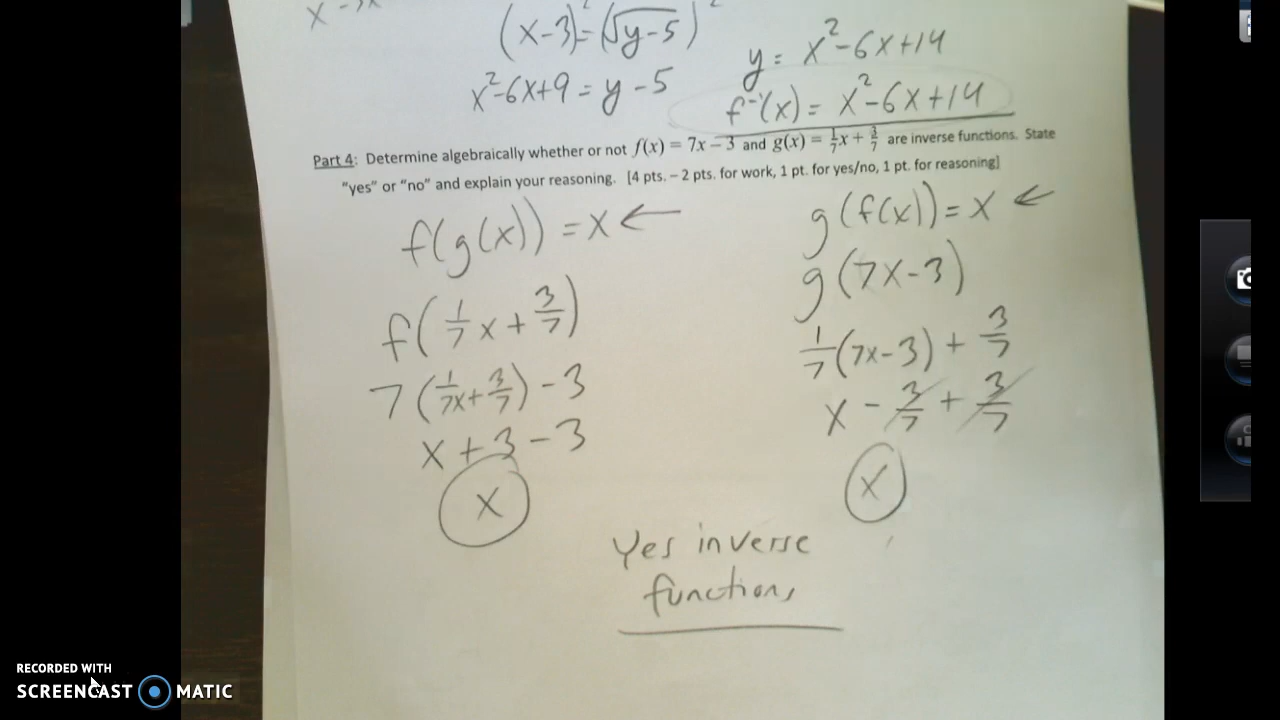 (x-3)² = (√y-5)²
x²-6x+9 = y-5
y = x²-6x+14
f⁻¹(x) = x²-6x+14
Part 4: Determine algebraically whether or not f(x) = 7x – 3 and g(x) = 1/7x + 3/7 are inverse functions. State
"yes" or "no" and explain your reasoning. [4 pts. – 2 pts. for work, 1 pt. for yes/no, 1 pt. for reasoning]
f(g(x)) = x ←
f(1/7 x + 3/7)
7(1/7x + 3/7) - 3
x + 3 - 3
x
g(f(x)) = x ←
g(7x-3)
1/7(7x-3) + 3/7
x - 3/7 + 3/7
x
Yes inverse
functions
RECORDED WITH
SCREENCAST MATIC